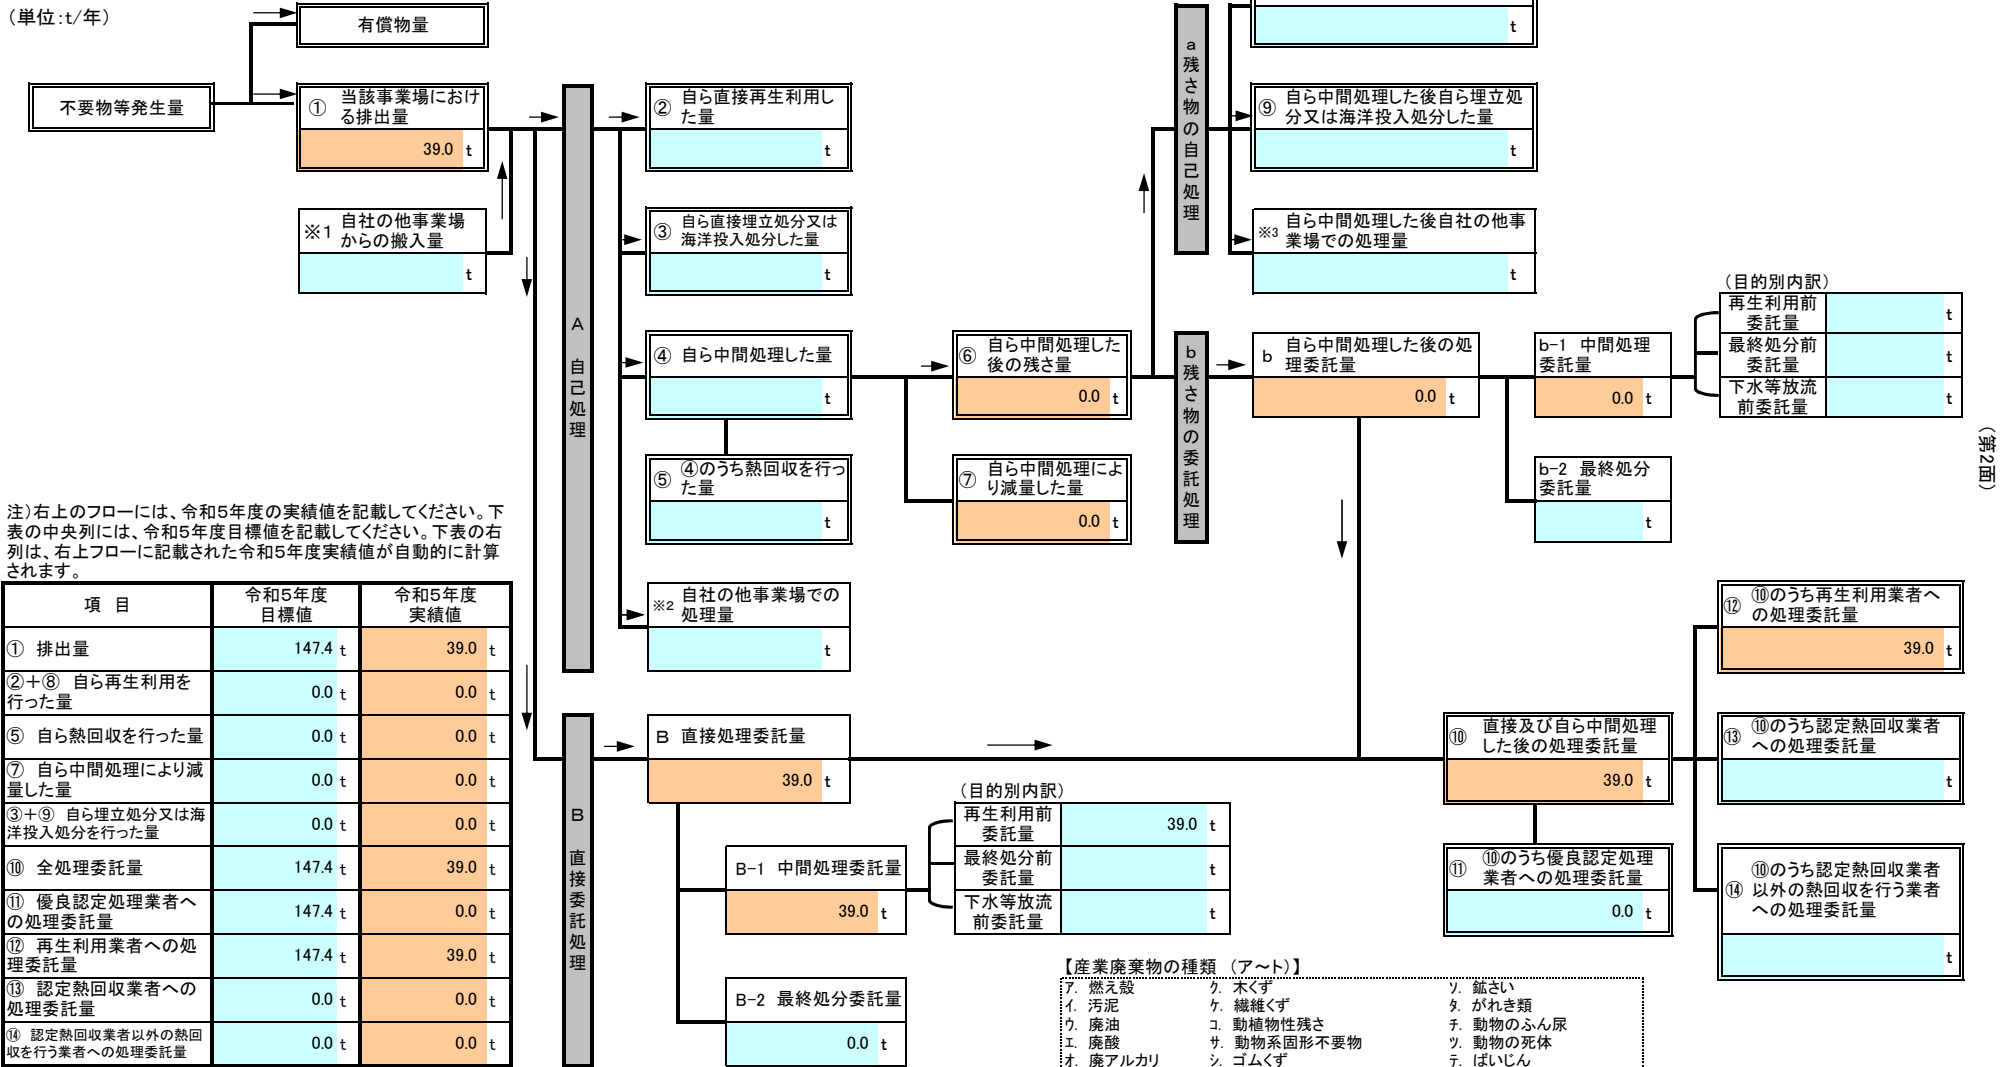 (単位:t/年)
有償物量
不要物等発生量
① 当該事業場におけ
る排出量
39.0 t
※1 自社の他事業場
からの搬入量
t
A 自己処理
② 自ら直接再生利用し
た量
t
③ 自ら直接埋立処分又は
海洋投入処分した量
t
④ 自ら中間処理した量
t
⑤ ④のうち熱回収を行っ
た量
t
※2 自社の他事業場での
処理量
t
⑥ 自ら中間処理した
後の残さ量
0.0 t
⑦ 自ら中間処理によ
り減量した量
0.0 t
a残さ物の自己処理
t
⑨ 自ら中間処理した後自ら埋立処
分又は海洋投入処分した量
t
※3 自ら中間処理した後自社の他事
業場での処理量
t
b残さ物の委託処理
b 自ら中間処理した後の処
理委託量
0.0 t
b-1 中間処理
委託量
0.0 t
b-2 最終処分
委託量
t
(目的別内訳)
再生利用前
委託量
t
最終処分前
委託量
t
下水等放流
前委託量
t
(第2面)
注)右上のフローには、令和5年度の実績値を記載してください。下
表の中央列には、令和5年度目標値を記載してください。下表の右
列は、右上フローに記載された令和5年度実績値が自動的に計算
されます。
項 目 令和5年度 目標値 令和5年度 実績値
① 排出量 147.4 t 39.0 t
②+⑧ 自ら再生利用を
行った量 0.0 t 0.0 t
⑤ 自ら熱回収を行った量 0.0 t 0.0 t
⑦ 自ら中間処理により減
量した量 0.0 t 0.0 t
③+⑨ 自ら埋立処分又は海
洋投入処分を行った量 0.0 t 0.0 t
⑩ 全処理委託量 147.4 t 39.0 t
⑪ 優良認定処理業者へ
の処理委託量 147.4 t 0.0 t
⑫ 再生利用業者への処
理委託量 147.4 t 39.0 t
⑬ 認定熱回収業者への
処理委託量 0.0 t 0.0 t
⑭ 認定熱回収業者以外の熱回
収を行う業者への処理委託量 0.0 t 0.0 t
B 直接委託処理
B 直接処理委託量
39.0 t
B-1 中間処理委託量
39.0 t
B-2 最終処分委託量
0.0 t
(目的別内訳)
再生利用前
委託量
39.0 t
最終処分前
委託量
t
下水等放流
前委託量
t
⑩ 直接及び自ら中間処理
した後の処理委託量
39.0 t
⑪ ⑩のうち優良認定処理
業者への処理委託量
0.0 t
⑫ ⑩のうち再生利用業者へ
の処理委託量
39.0 t
⑬ ⑩のうち認定熱回収業者
への処理委託量
t
⑭ ⑩のうち認定熱回収業者
以外の熱回収を行う業者
への処理委託量
t
【産業廃棄物の種類 (ア～ト)】
ア. 燃え殻 ク. 木くず ソ. 鉱さい
イ. 汚泥 ケ. 繊維くず タ. がれき類
ウ. 廃油 コ. 動植物性残さ チ. 動物のふん尿
エ. 廃酸 サ. 動物系固形不要物 ツ. 動物の死体
オ. 廃アルカリ シ. ゴムくず テ. ばいじん